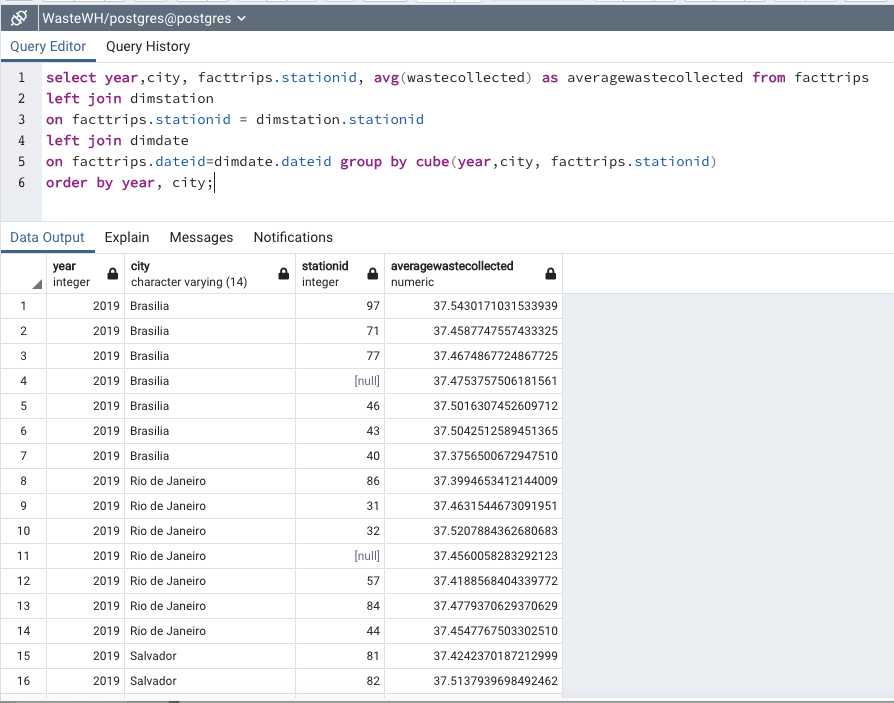 WasteWH/postgres@postgres
Query Editor Query History
1 select year,city, facttrips.stationid, avg(wastecollected) as averagewastecollected from facttrips
2 left join dimstation
3 on facttrips.stationid = dimstation.stationid
4 left join dimdate
5 on facttrips.dateid=dimdate.dateid group by cube(year,city, facttrips.stationid)
6 order by year, city;
Data Output Explain Messages Notifications
year city stationid averagewastecollected
integer character varying (14) integer numeric
1 2019 Brasilia 97 37.5430171031533939
2 2019 Brasilia 71 37.4587747557433325
3 2019 Brasilia 77 37.4674867724867725
4 2019 Brasilia [null] 37.4753757506181561
5 2019 Brasilia 46 37.5016307452609712
6 2019 Brasilia 43 37.5042512589451365
7 2019 Brasilia 40 37.3756500672947510
8 2019 Rio de Janeiro 86 37.3994653412144009
9 2019 Rio de Janeiro 31 37.4631544673091951
10 2019 Rio de Janeiro 32 37.5207884362680683
11 2019 Rio de Janeiro [null] 37.4560058283292123
12 2019 Rio de Janeiro 57 37.4188568404339772
13 2019 Rio de Janeiro 84 37.4779370629370629
14 2019 Rio de Janeiro 44 37.4547767503302510
15 2019 Salvador 81 37.4242370187212999
16 2019 Salvador 82 37.5137939698492462